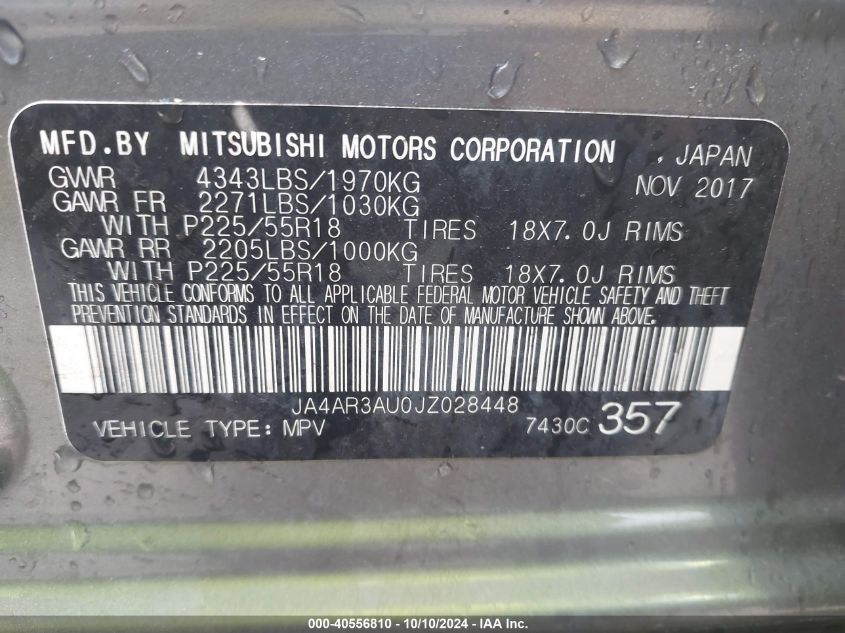 MFD.BY MITSUBISHI MOTORS CORPORATION , JAPAN
GVWR 4343LBS/1970KG NOV 2017
GAWR FR 2271LBS/1030KG
WITH P225/55R18 TIRES 18X7.0J RIMS
GAWR RR 2205LBS/1000KG
WITH P225/55R18 TIRES 18X7.0J RIMS
THIS VEHICLE CONFORMS TO ALL APPLICABLE FEDERAL MOTOR VEHICLE SAFETY AND THEFT
PREVENTION STANDARDS IN EFFECT ON THE DATE OF MANUFACTURE SHOWN ABOVE.
JA4AR3AU0JZ028448
VEHICLE TYPE: MPV 7430C 357
000-40556810 - 10/10/2024 - IAA Inc.